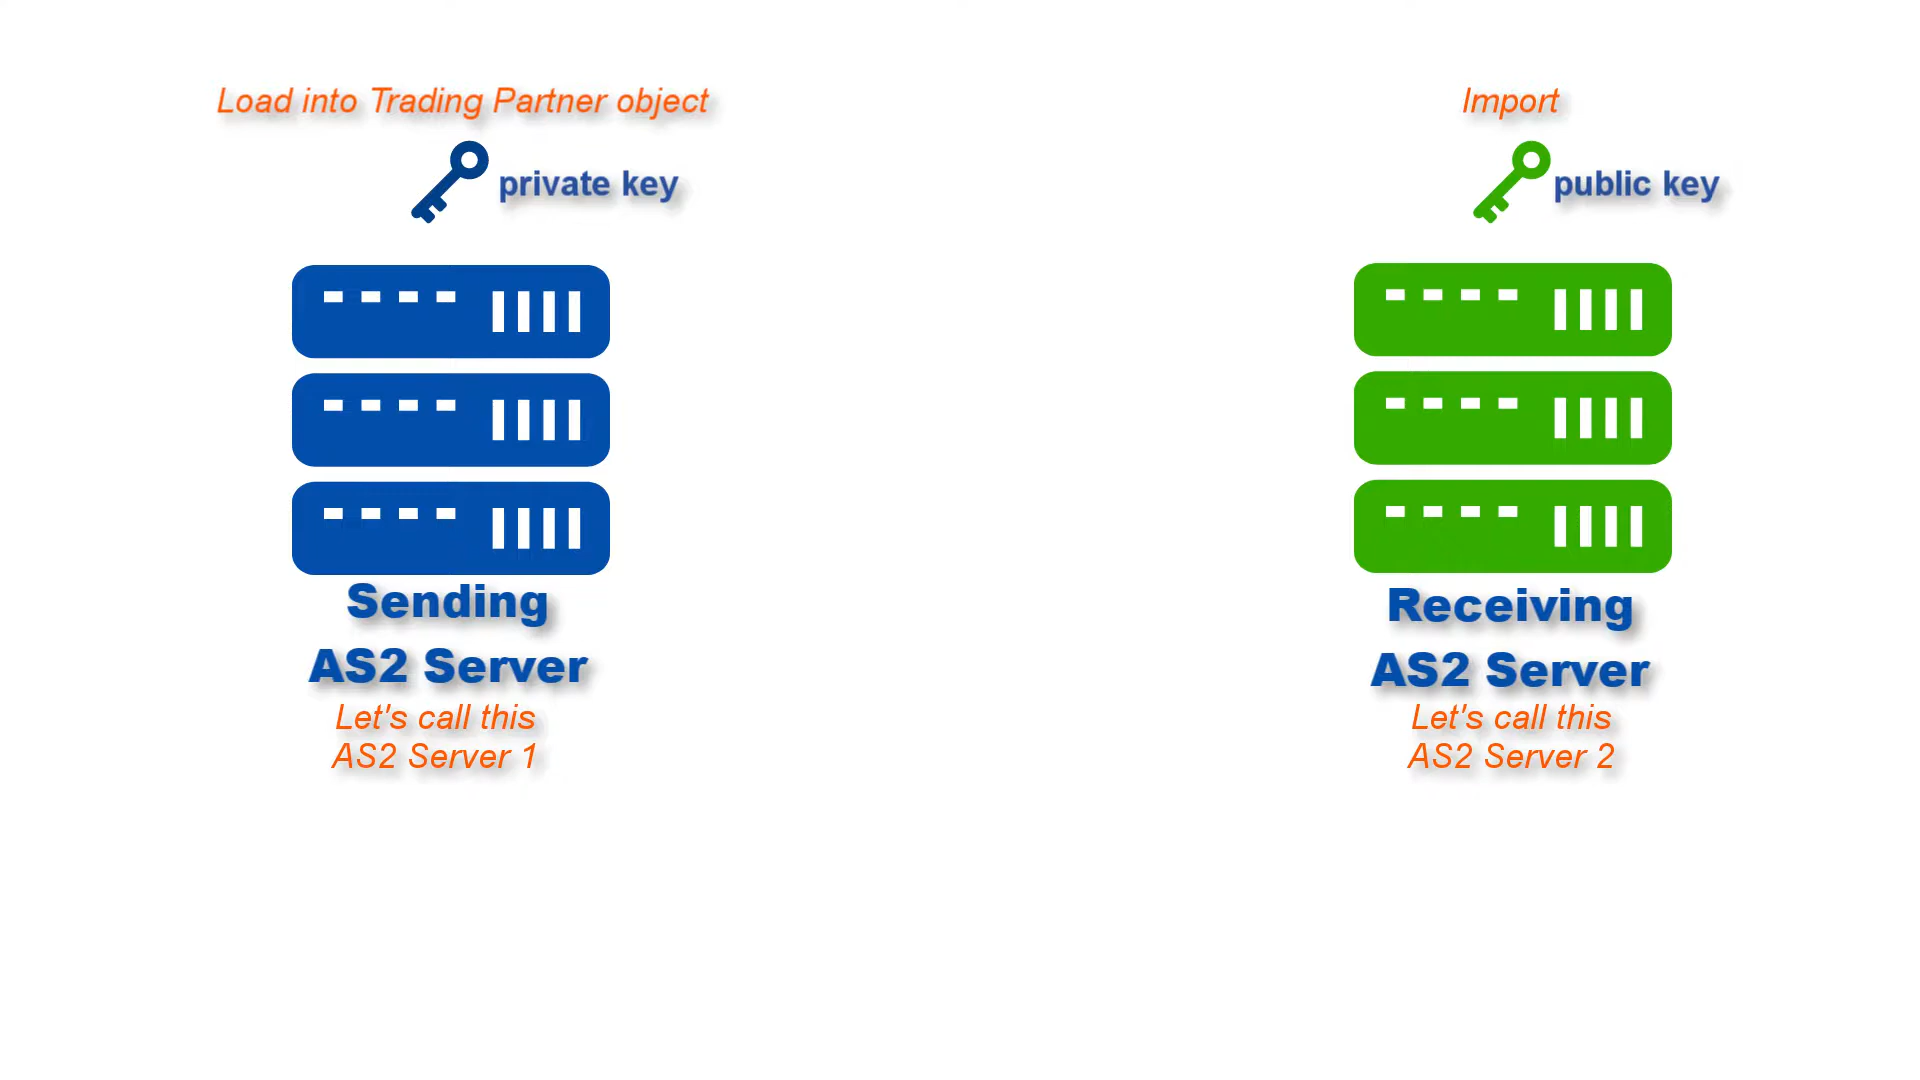 Load into Trading Partner object
private key
Sending
AS2 Server
Let's call this
AS2 Server 1
Import
public key
Receiving
AS2 Server
Let's call this
AS2 Server 2